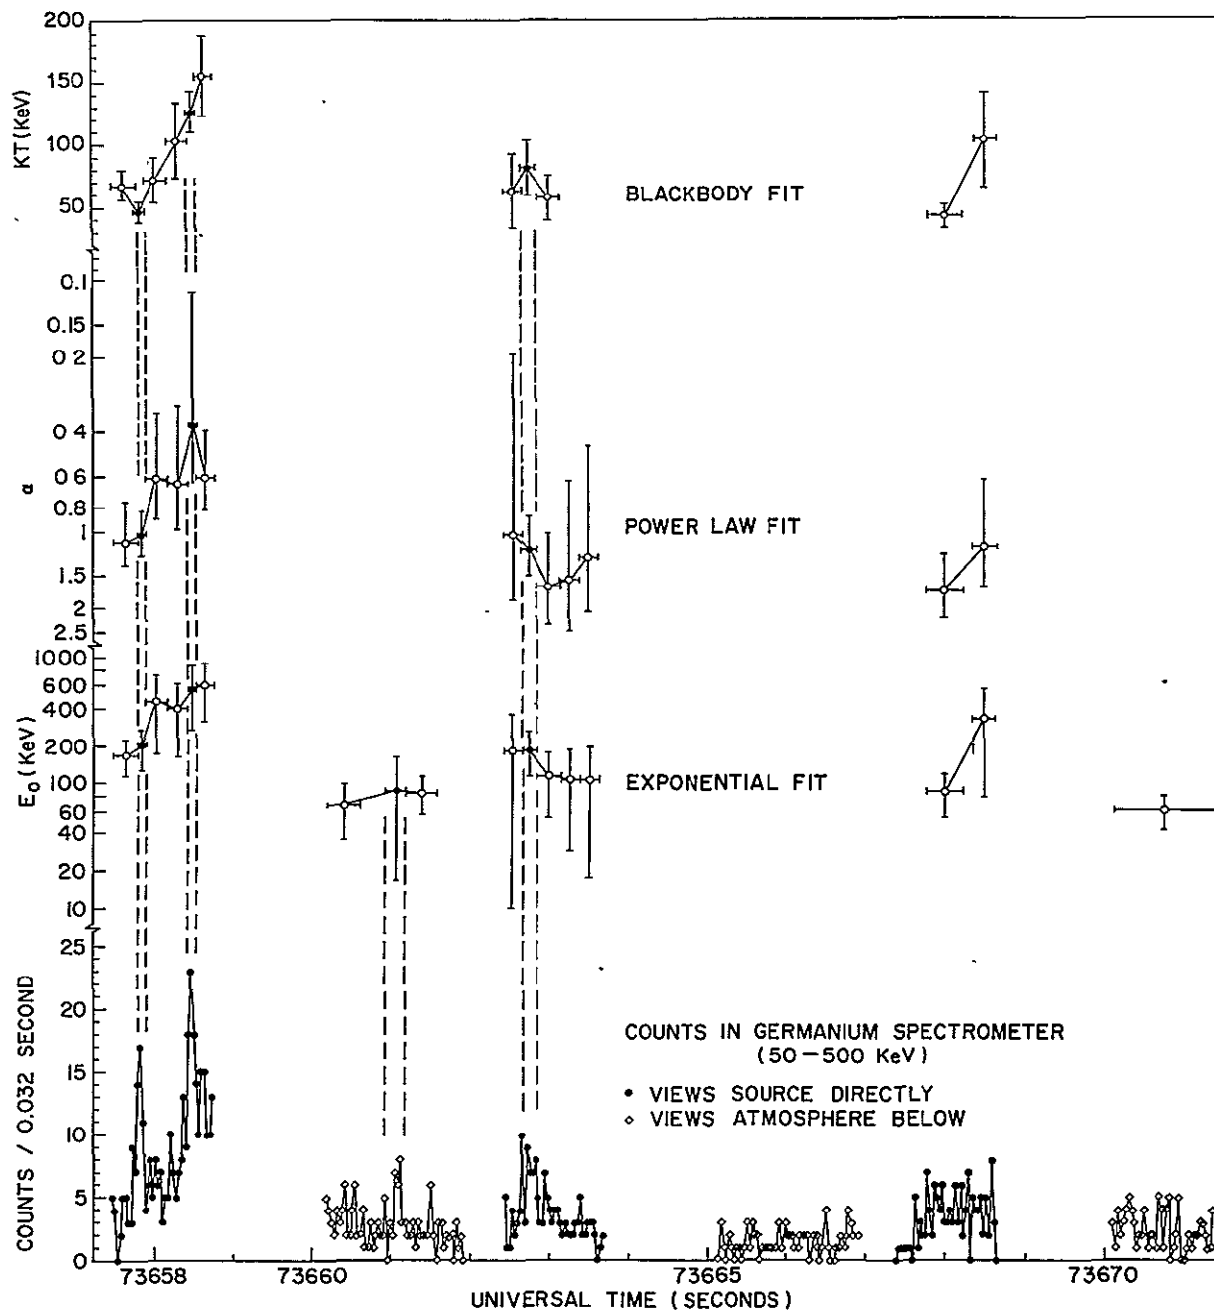 200
150
100
50
KT (KeV)
BLACKBODY FIT
0.1
0.15
0 2
0 4
0 6
0 8
1
1.5
2
2.5
α
POWER LAW FIT
1000
600
400
200
100
60
40
20
10
E₀ (KeV)
EXPONENTIAL FIT
25
20
15
10
5
0
COUNTS / 0.032 SECOND
COUNTS IN GERMANIUM SPECTROMETER
(50-500 KeV)
• VIEWS SOURCE DIRECTLY
◇ VIEWS ATMOSPHERE BELOW
73658 73660 73665 73670
UNIVERSAL TIME (SECONDS)